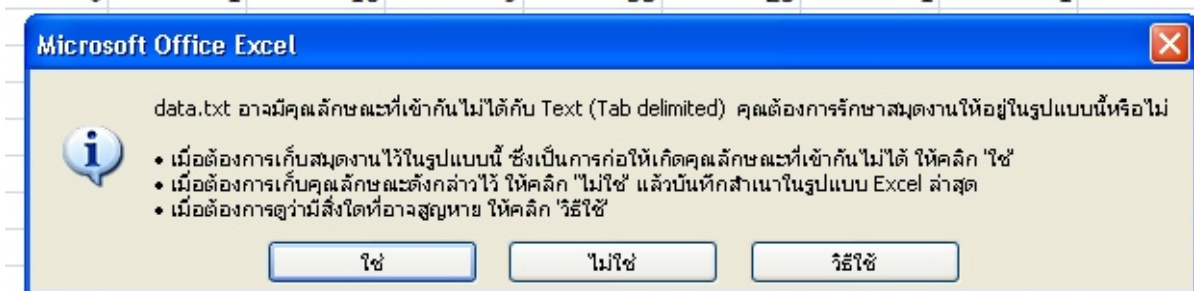 Microsoft Office Excel
data.txt อาจมีคุณลักษณะที่เข้ากันไม่ได้กับ Text (Tab delimited) คุณต้องการรักษาสมุดงานให้อยู่ในรูปแบบนี้หรือไม่
• เมื่อต้องการเก็บสมุดงานไว้ในรูปแบบนี้ ซึ่งเป็นการก่อให้เกิดคุณลักษณะที่เข้ากันไม่ได้ ให้คลิก 'ใช่'
• เมื่อต้องการเก็บคุณลักษณะดังกล่าวไว้ ให้คลิก 'ไม่ใช่' แล้วบันทึกสำเนาในรูปแบบ Excel ล่าสุด
• เมื่อต้องการดูว่ามีสิ่งใดที่อาจสูญหาย ให้คลิก 'วิธีใช้'
ใช่ ไม่ใช่ วิธีใช้